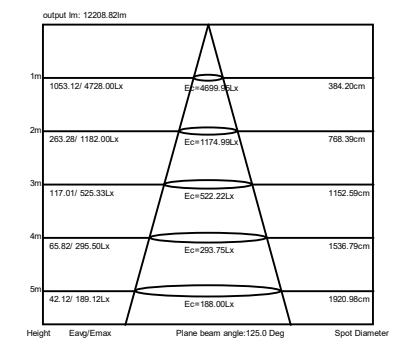 output lm: 12208.82lm
1m
1053.12/ 4728.00Lx
Ec=4699.95Lx
384.20cm
2m
263.28/ 1182.00Lx
Ec=1174.99Lx
768.39cm
3m
117.01/ 525.33Lx
Ec=522.22Lx
1152.59cm
4m
65.82/ 295.50Lx
Ec=293.75Lx
1536.79cm
5m
42.12/ 189.12Lx
Ec=188.00Lx
1920.98cm
Height Eavg/Emax Plane beam angle:125.0 Deg Spot Diameter